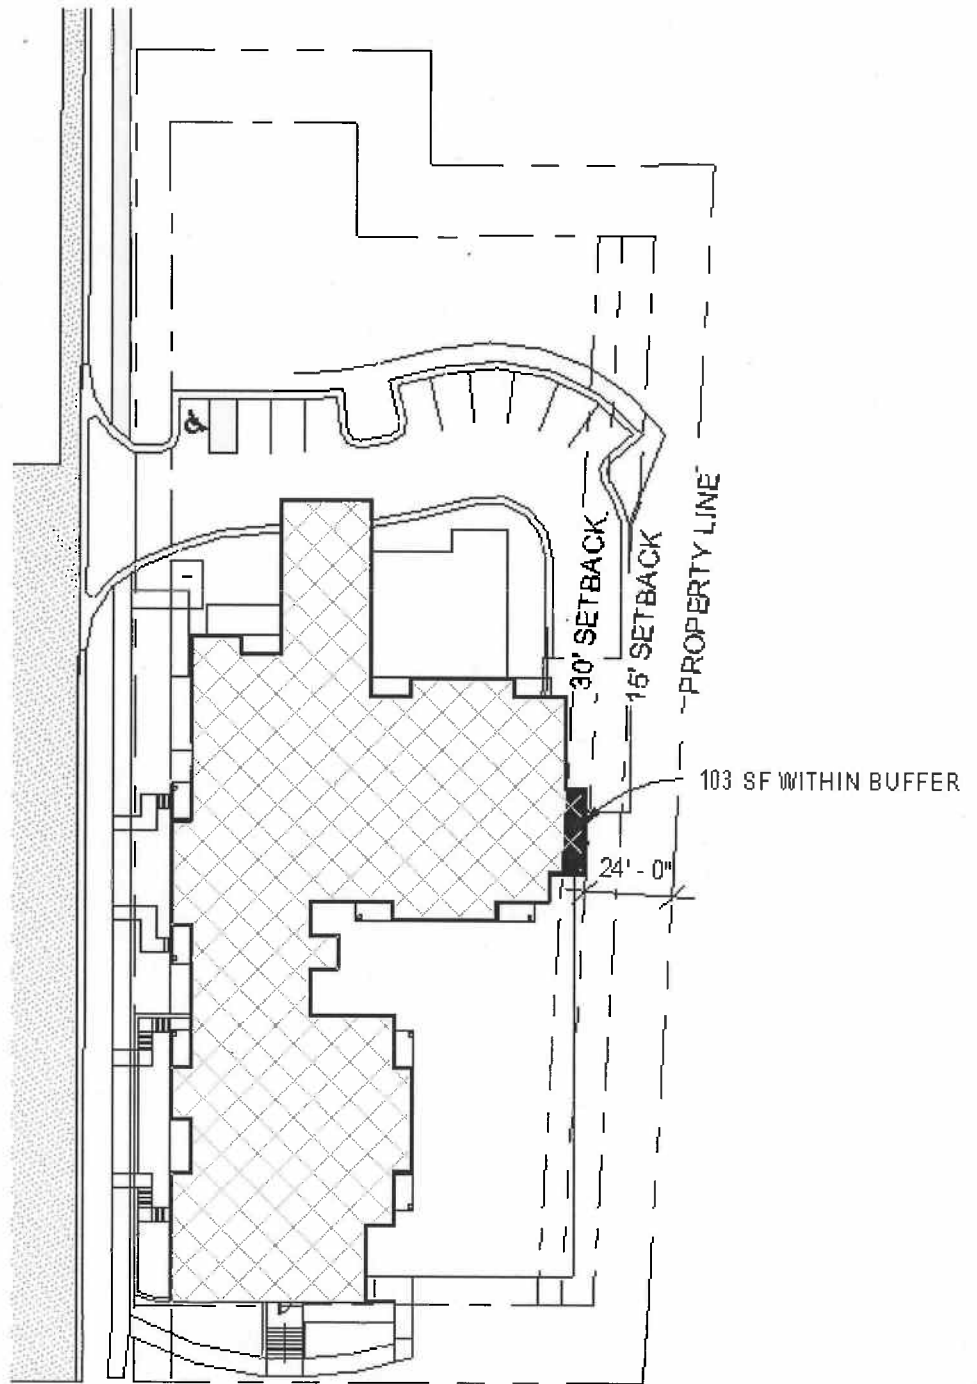 30' SETBACK
15' SETBACK
PROPERTY LINE
103 SF WITHIN BUFFER
24' - 0"